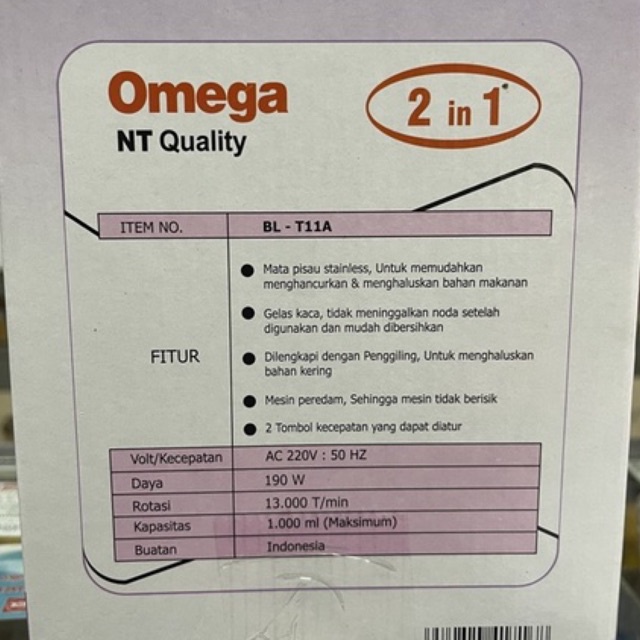 Omega
NT Quality
2 in 1*
ITEM NO. BL - T11A
FITUR
● Mata pisau stainless, Untuk memudahkan
menghancurkan & menghaluskan bahan makanan
● Gelas kaca, tidak meninggalkan noda setelah
digunakan dan mudah dibersihkan
● Dilengkapi dengan Penggiling, Untuk menghaluskan
bahan kering
● Mesin peredam, Sehingga mesin tidak berisik
● 2 Tombol kecepatan yang dapat diatur
Volt/Kecepatan AC 220V : 50 HZ
Daya 190 W
Rotasi 13.000 T/min
Kapasitas 1.000 ml (Maksimum)
Buatan Indonesia